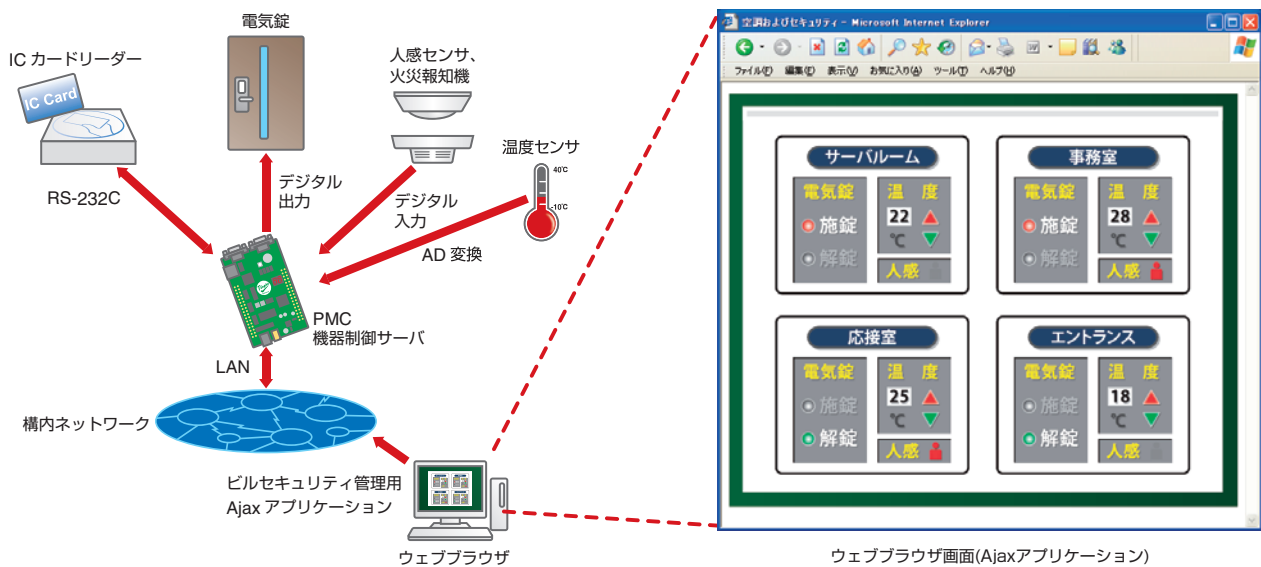 電気錠
IC カードリーダー
IC Card
人感センサ、
火災報知機
温度センサ
40℃
-10℃
RS-232C
デジタル
出力
デジタル
入力
AD 変換
PMC
機器制御サーバ
LAN
構内ネットワーク
ビルセキュリティ管理用
Ajax アプリケーション
ウェブブラウザ
空調およびセキュリティ - Microsoft Internet Explorer
ファイル(F) 編集(E) 表示(V) お気に入り(A) ツール(T) ヘルプ(H)
サーバルーム
電気錠
施錠
解錠
温 度
22
℃
人感
事務室
電気錠
施錠
解錠
温 度
28
℃
人感
応接室
電気錠
施錠
解錠
温 度
25
℃
人感
エントランス
電気錠
施錠
解錠
温 度
18
℃
人感
ウェブブラウザ画面(Ajaxアプリケーション)